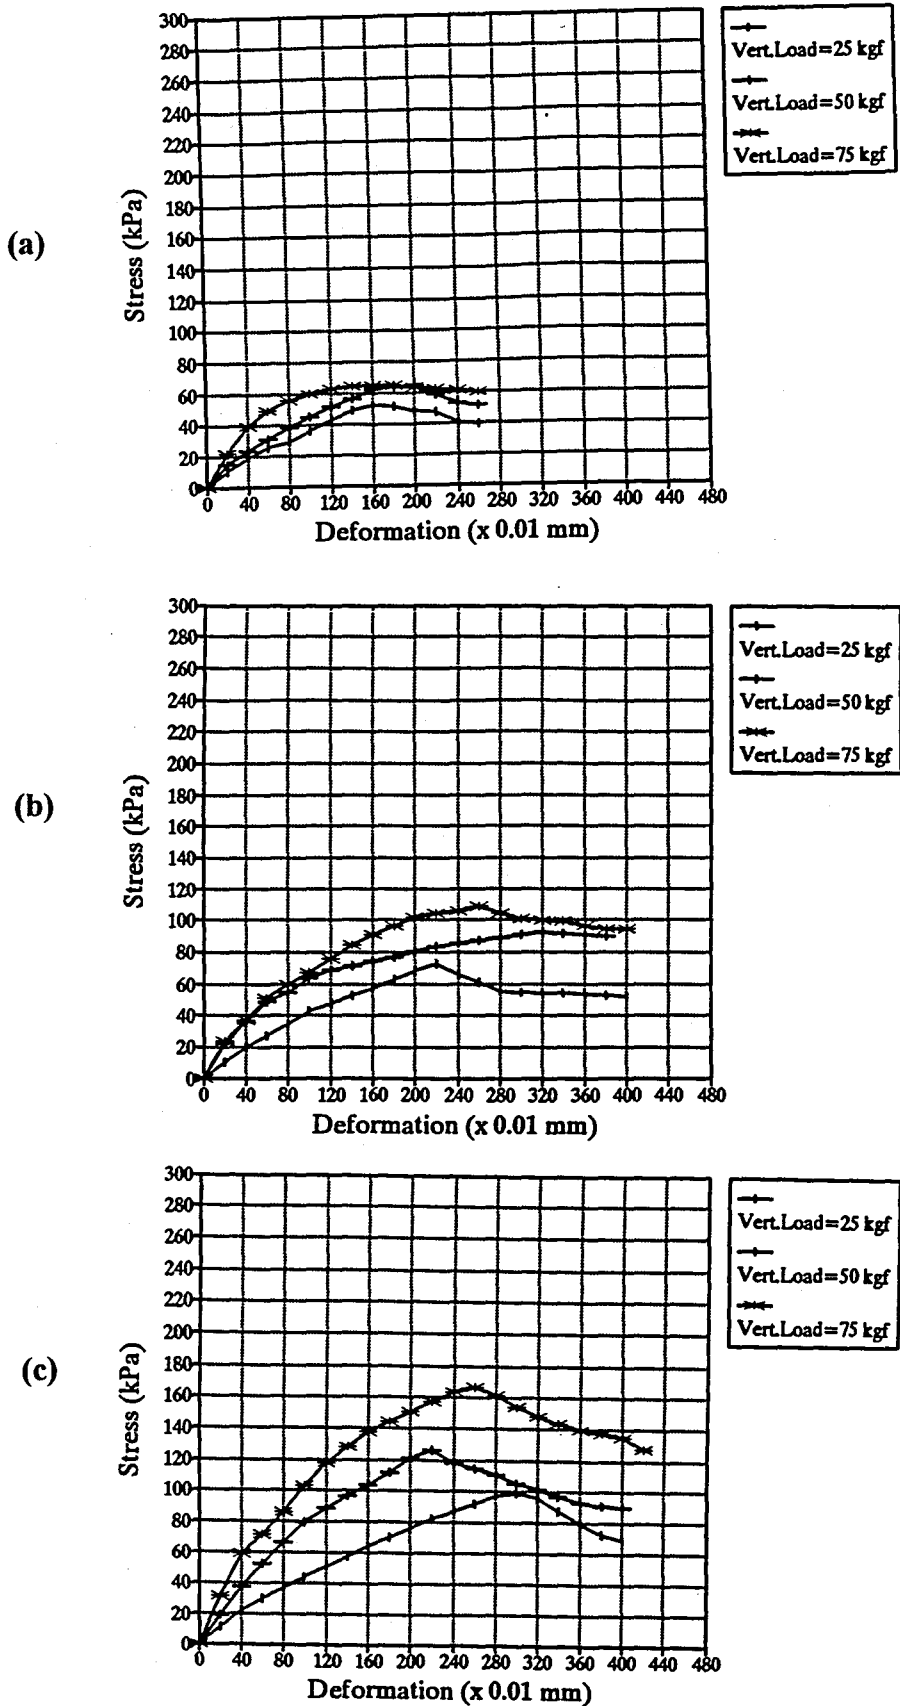 (a)
Stress (kPa)
300
280
260
240
220
200
180
160
140
120
100
80
60
40
20
0
0 40 80 120 160 200 240 280 320 360 400 440 480
Deformation (x 0.01 mm)
Vert.Load=25 kgf
Vert.Load=50 kgf
Vert.Load=75 kgf
(b)
Stress (kPa)
300
280
260
240
220
200
180
160
140
120
100
80
60
40
20
0
0 40 80 120 160 200 240 280 320 360 400 440 480
Deformation (x 0.01 mm)
Vert.Load=25 kgf
Vert.Load=50 kgf
Vert.Load=75 kgf
(c)
Stress (kPa)
300
280
260
240
220
200
180
160
140
120
100
80
60
40
20
0
0 40 80 120 160 200 240 280 320 360 400 440 480
Deformation (x 0.01 mm)
Vert.Load=25 kgf
Vert.Load=50 kgf
Vert.Load=75 kgf